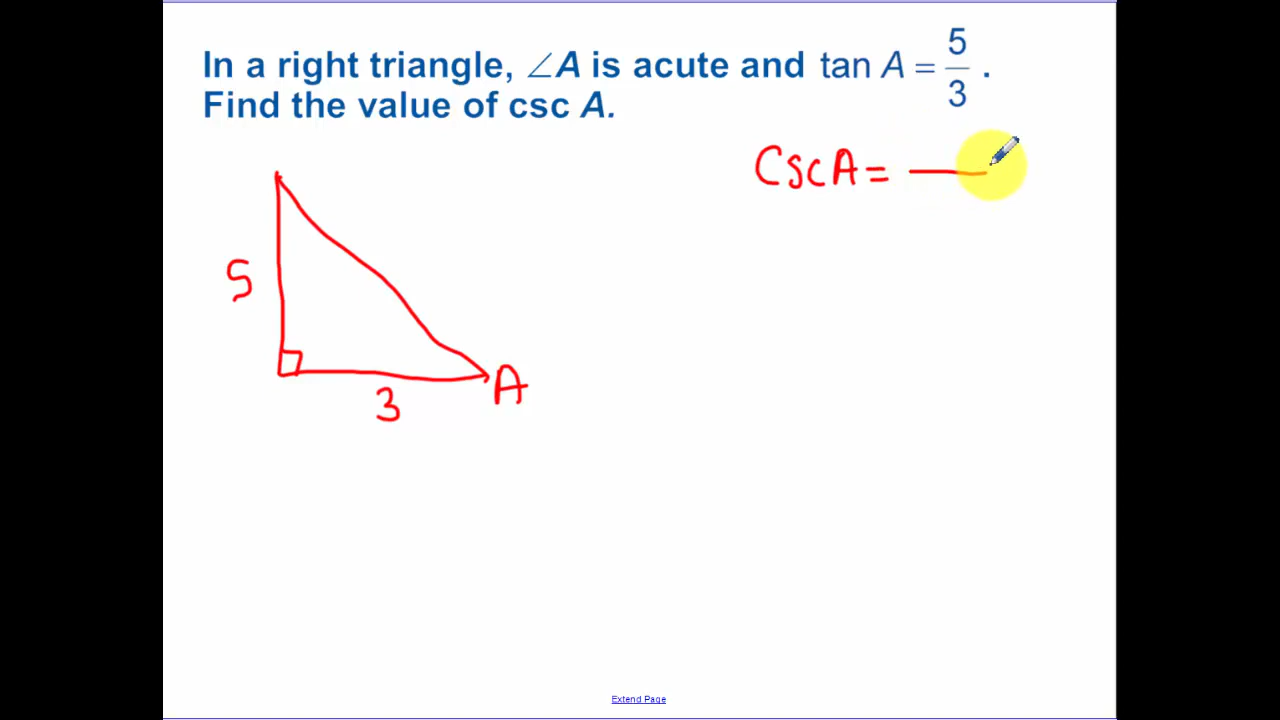 In a right triangle, ∠A is acute and tan A = 5/3 .
Find the value of csc A.
CscA=
5
3
A
Extend Page